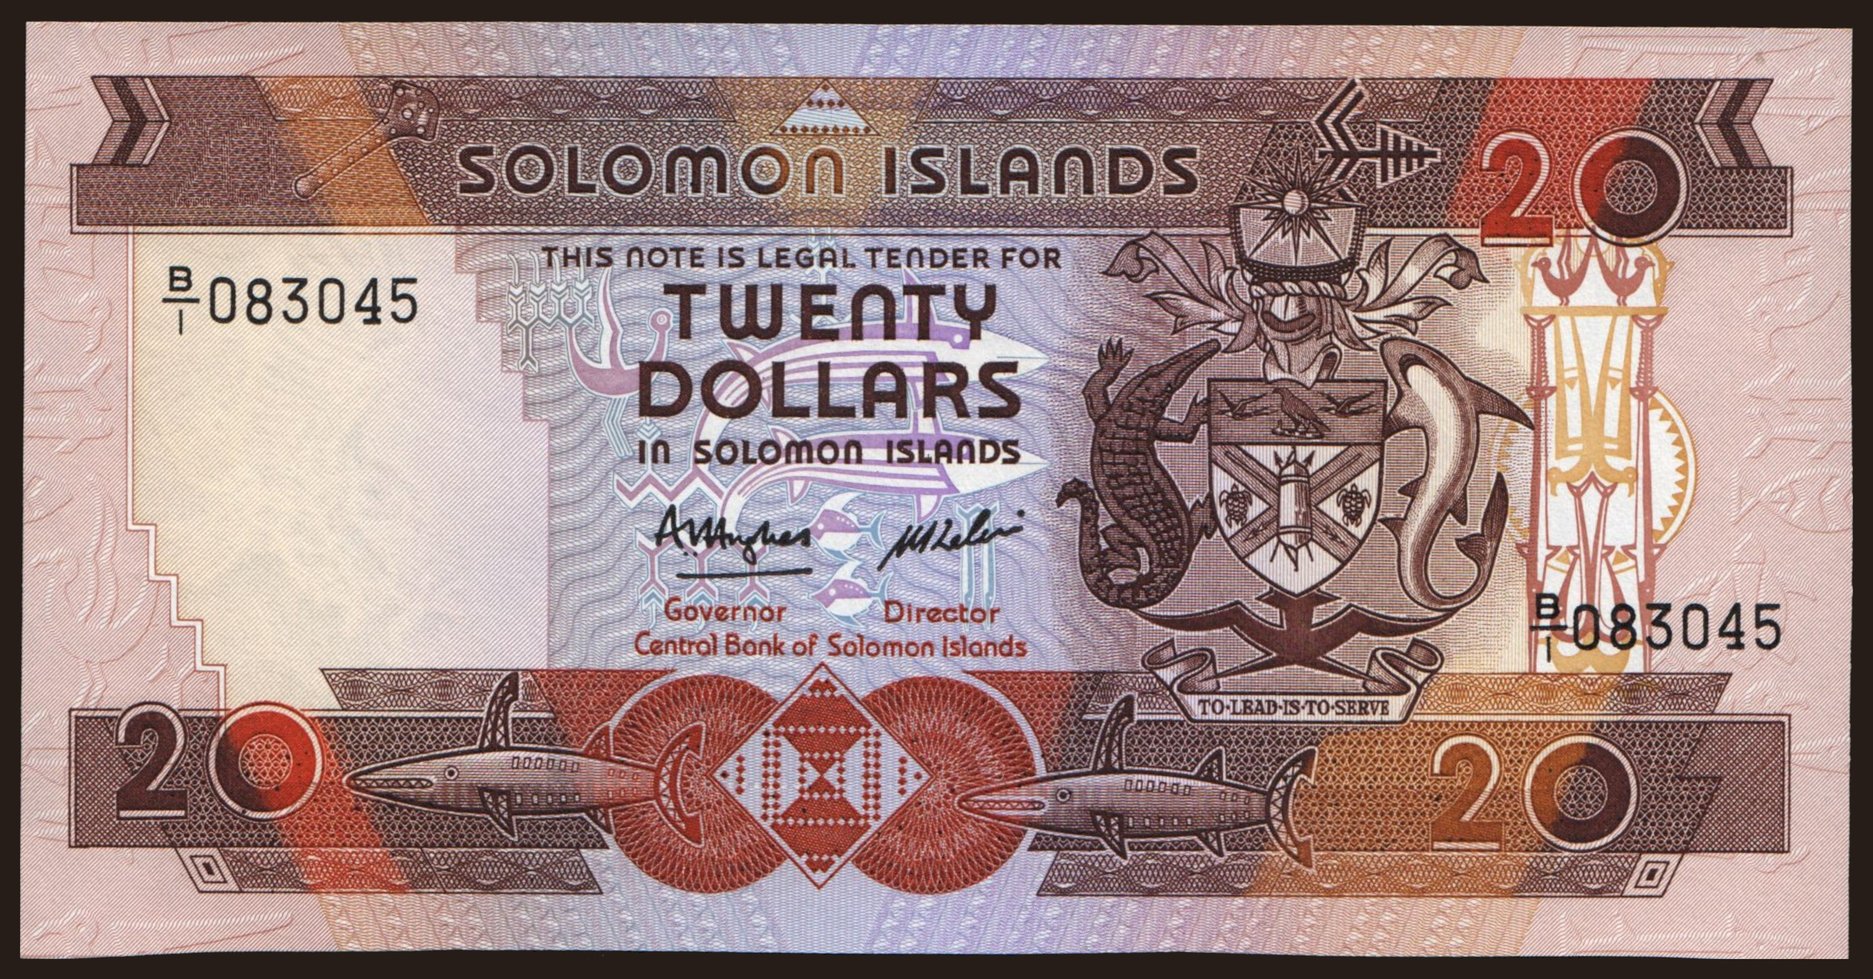 SOLOMON ISLANDS
20
THIS NOTE IS LEGAL TENDER FOR
B/1 083045
TWENTY
DOLLARS
IN SOLOMON ISLANDS
A.V. Hughes
Governor Director
Central Bank of Solomon Islands
B/1 083045
TO·LEAD·IS·TO·SERVE
20
20